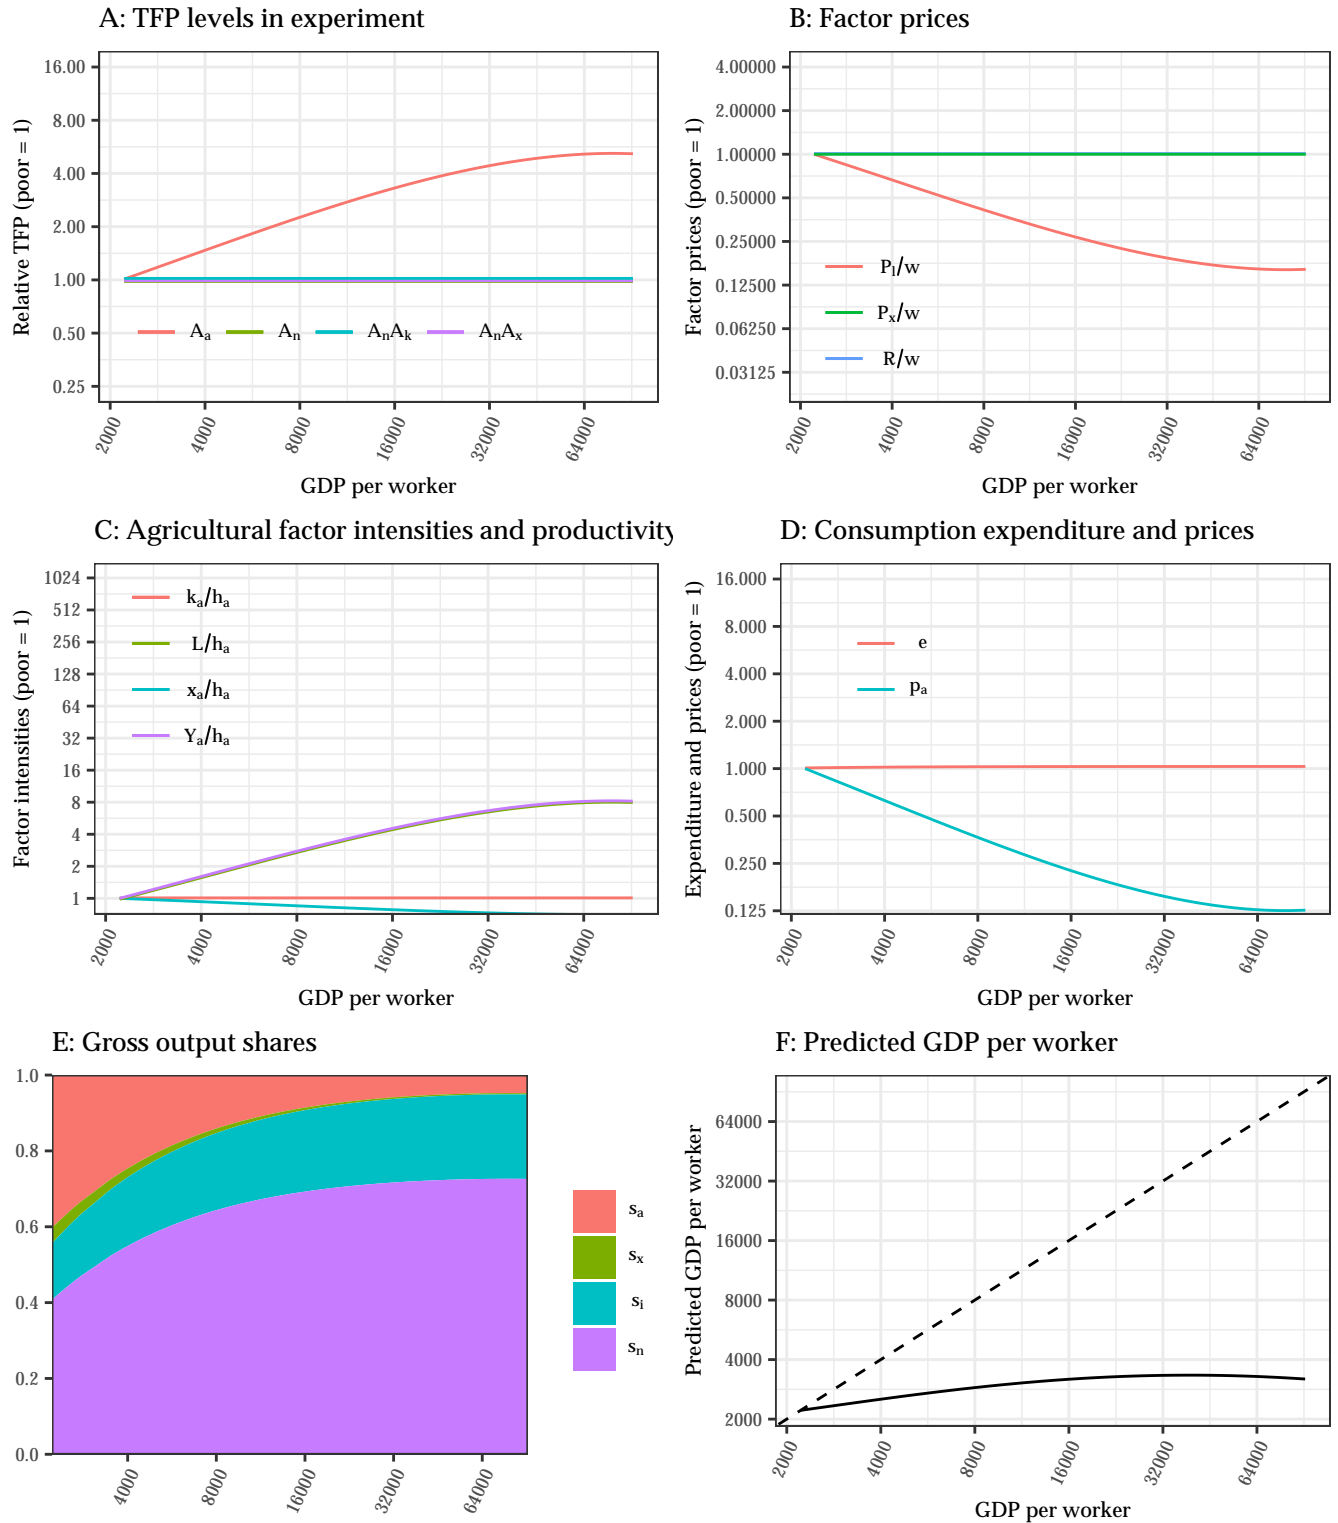 A: TFP levels in experiment
Relative TFP (poor = 1)
16.00
8.00
4.00
2.00
1.00
0.50
0.25
Aa An AnAk AnAx
2000 4000 8000 16000 32000 64000
GDP per worker
B: Factor prices
Factor prices (poor = 1)
4.00000
2.00000
1.00000
0.50000
0.25000
0.12500
0.06250
0.03125
Pl/w
Px/w
R/w
2000 4000 8000 16000 32000 64000
GDP per worker
C: Agricultural factor intensities and productivity
Factor intensities (poor = 1)
1024
512
256
128
64
32
16
8
4
2
1
ka/ha
L/ha
xa/ha
Ya/ha
2000 4000 8000 16000 32000 64000
GDP per worker
D: Consumption expenditure and prices
Expenditure and prices (poor = 1)
16.000
8.000
4.000
2.000
1.000
0.500
0.250
0.125
e
pa
2000 4000 8000 16000 32000 64000
GDP per worker
E: Gross output shares
1.0
0.8
0.6
0.4
0.2
0.0
4000 8000 16000 32000 64000
sa
sx
si
sn
F: Predicted GDP per worker
Predicted GDP per worker
64000
32000
16000
8000
4000
2000
2000 4000 8000 16000 32000 64000
GDP per worker